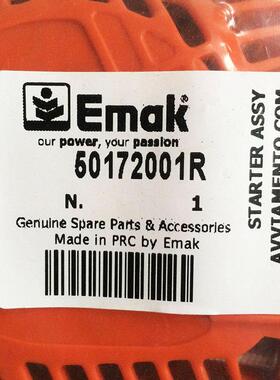 Emak®
our power, your passion
50172001R
N. 1
Genuine Spare Parts & Accessories
Made in PRC by Emak
STARTER ASSY
AVVIAMENTO COM